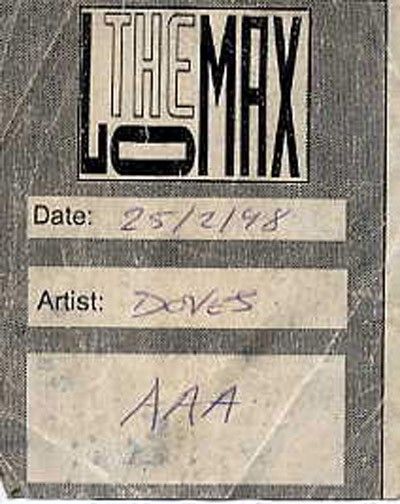 THE LOMAX
Date: 25/2/98
Artist: DOVES
AAA